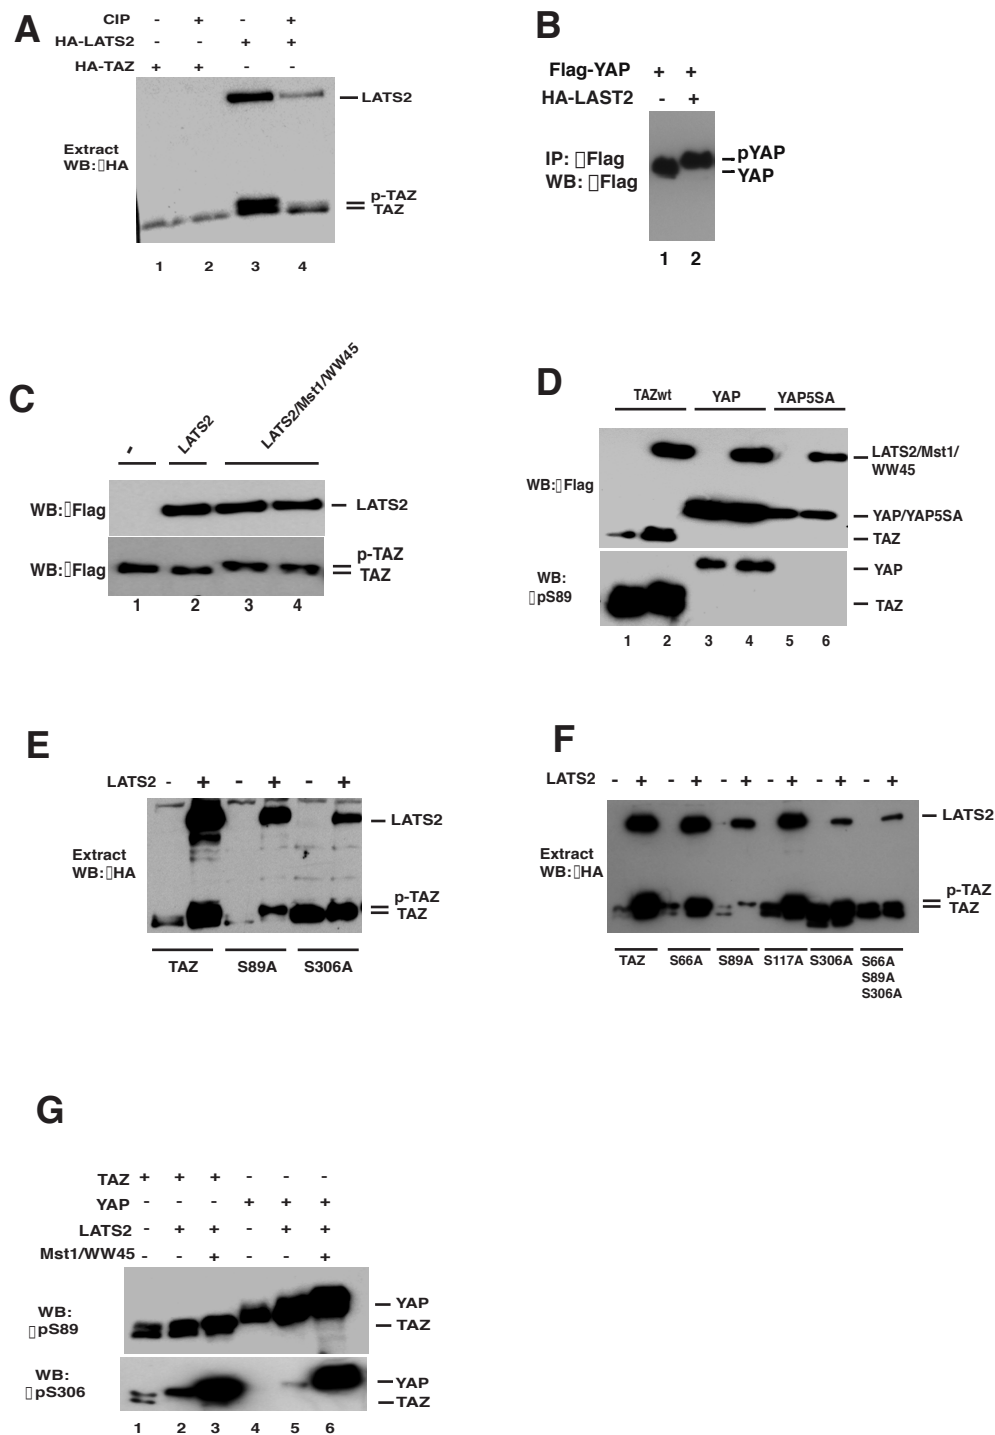 A
CIP - + - +
HA-LATS2 - - + +
HA-TAZ + + - -
LATS2
Extract
WB:▯HA
p-TAZ
TAZ
1 2 3 4
B
Flag-YAP + +
HA-LAST2 - +
IP: ▯Flag
WB: ▯Flag
pYAP
YAP
1 2
C
- LATS2 LATS2/Mst1/WW45
WB:▯Flag
LATS2
WB:▯Flag
p-TAZ
TAZ
1 2 3 4
D
TAZwt YAP YAP5SA
WB:▯Flag
LATS2/Mst1/
WW45
YAP/YAP5SA
TAZ
WB:
▯pS89
YAP
TAZ
1 2 3 4 5 6
E
LATS2 - + - + - +
LATS2
Extract
WB:▯HA
p-TAZ
TAZ
TAZ S89A S306A
F
LATS2 - + - + - + - + - + - +
LATS2
Extract
WB:▯HA
p-TAZ
TAZ
TAZ S66A S89A S117A S306A S66A
S89A
S306A
G
TAZ + + + - - -
YAP - - - + + +
LATS2 - + + - + +
Mst1/WW45 - - + - - +
WB:
▯pS89
YAP
TAZ
WB:
▯pS306
YAP
TAZ
1 2 3 4 5 6